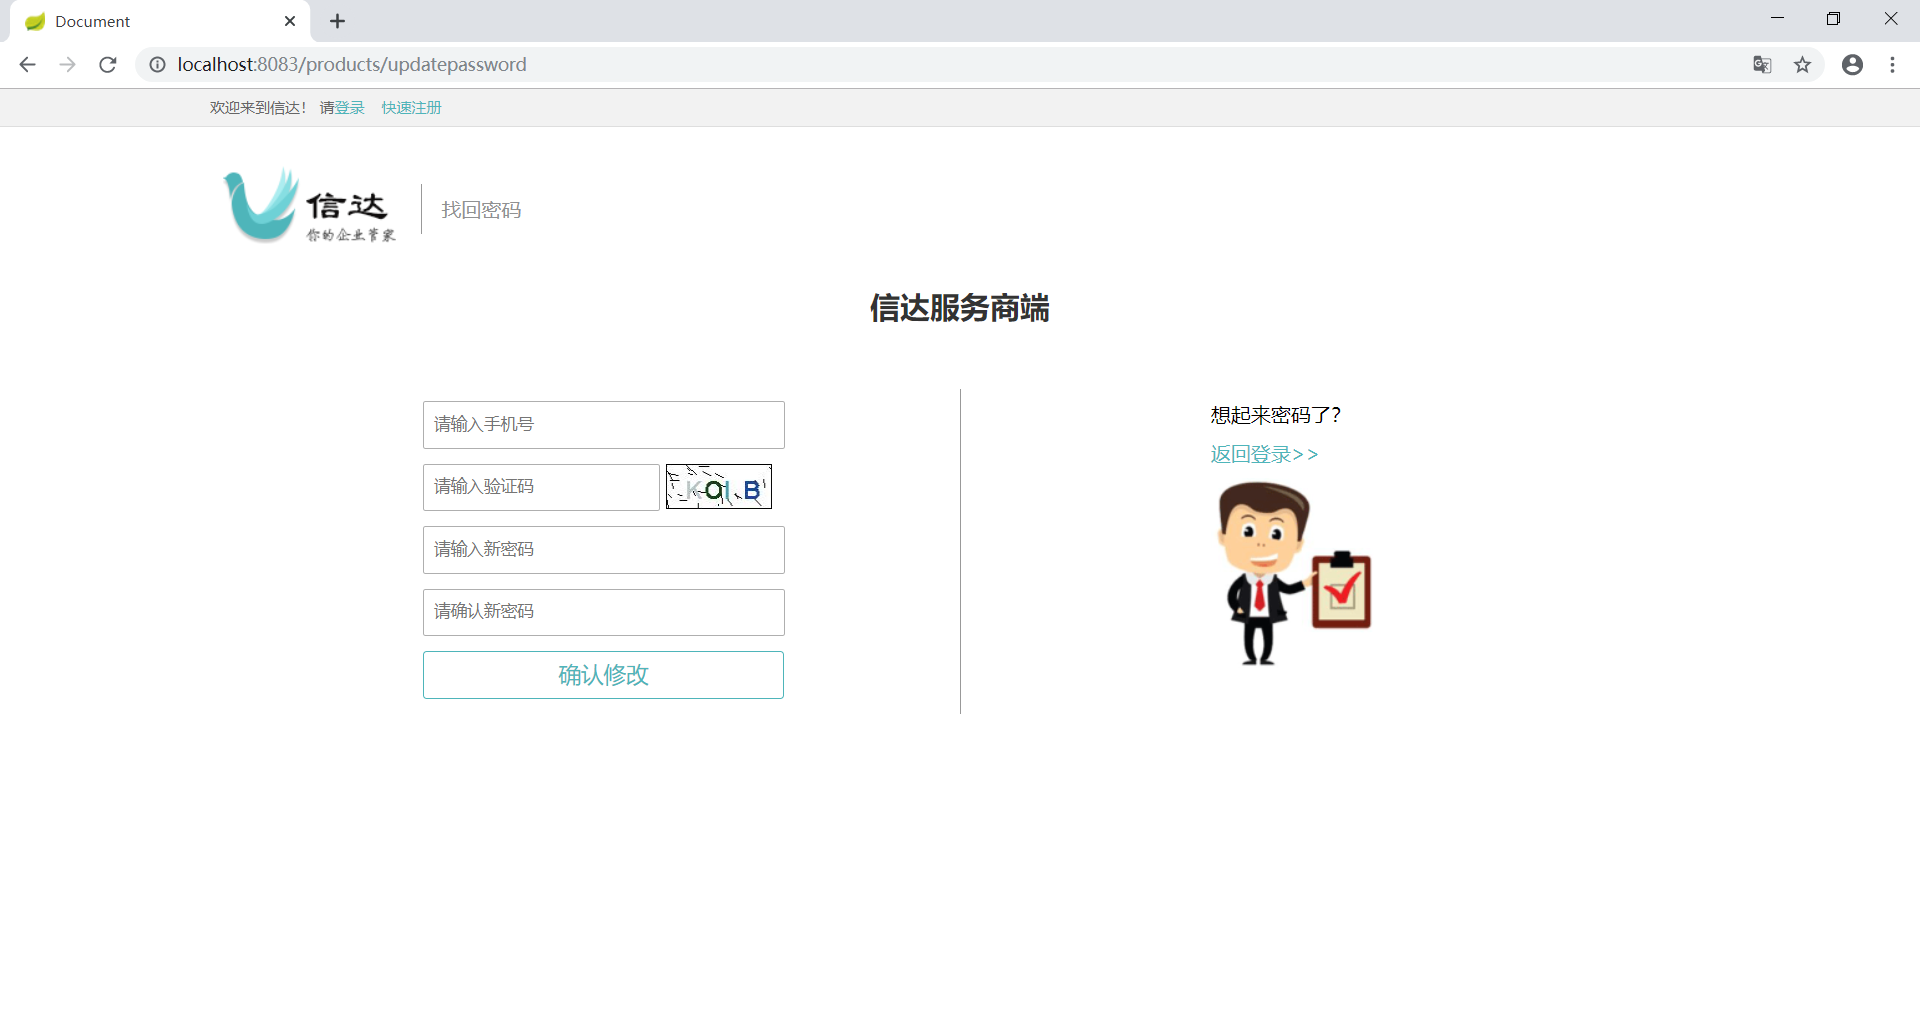 Document
localhost:8083/products/updatepassword
欢迎来到信达！ 请登录 快速注册
信达
你的企业管家
找回密码
信达服务商端
请输入手机号
请输入验证码
请输入新密码
请确认新密码
确认修改
想起来密码了？
返回登录>>